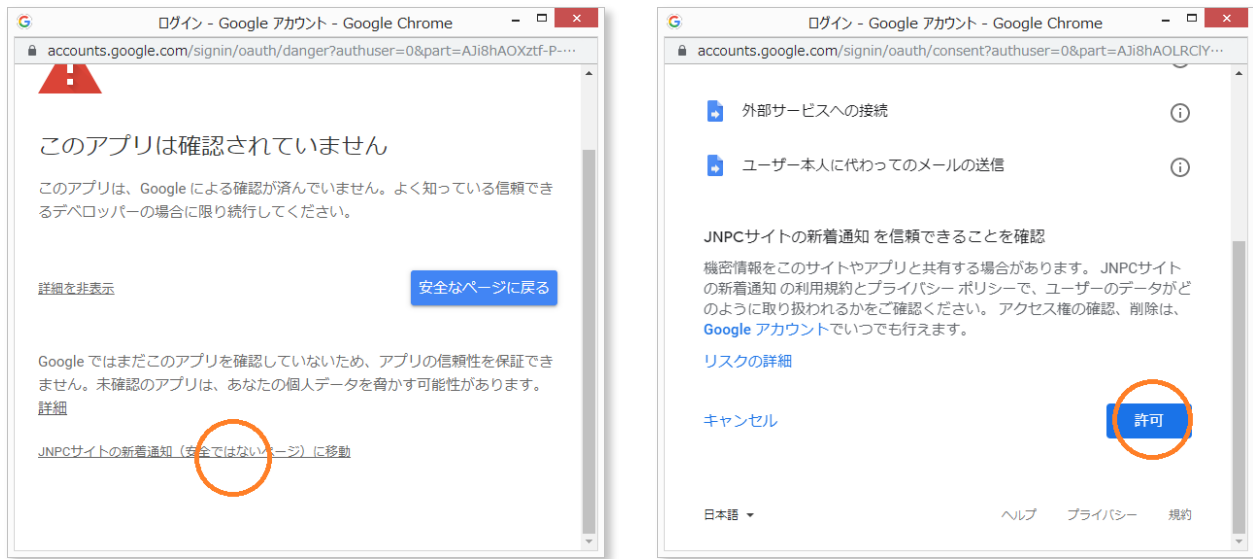 ログイン - Google アカウント - Google Chrome
accounts.google.com/signin/oauth/danger?authuser=0&part=AJi8hAOXztf-P-…
このアプリは確認されていません
このアプリは、Google による確認が済んでいません。よく知っている信頼でき
るデベロッパーの場合に限り続行してください。
詳細を非表示
安全なページに戻る
Google ではまだこのアプリを確認していないため、アプリの信頼性を保証でき
ません。未確認のアプリは、あなたの個人データを脅かす可能性があります。
詳細
JNPCサイトの新着通知（安全ではないページ）に移動
ログイン - Google アカウント - Google Chrome
accounts.google.com/signin/oauth/consent?authuser=0&part=AJi8hAOLRClY…
外部サービスへの接続
ユーザー本人に代わってのメールの送信
JNPCサイトの新着通知 を信頼できることを確認
機密情報をこのサイトやアプリと共有する場合があります。 JNPCサイト
の新着通知 の利用規約とプライバシー ポリシーで、ユーザーのデータがど
のように取り扱われるかをご確認ください。 アクセス権の確認、削除は、
Google アカウントでいつでも行えます。
リスクの詳細
キャンセル
許可
日本語
ヘルプ
プライバシー
規約